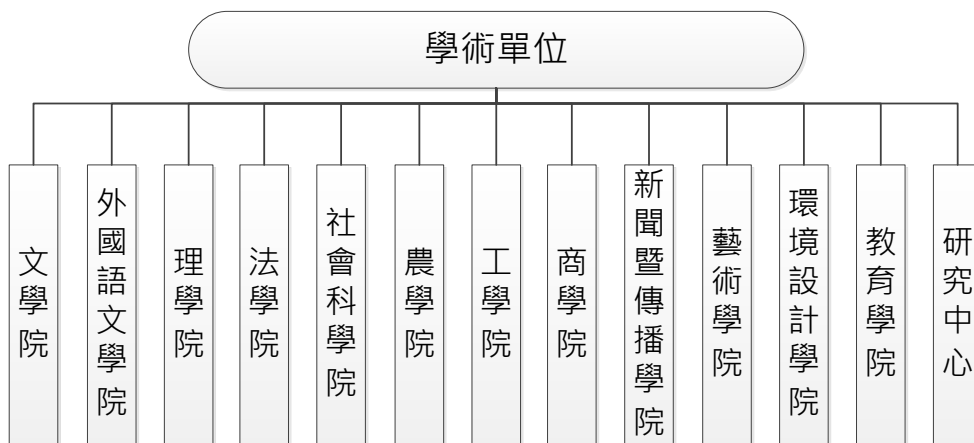 學術單位
文學院
外國語文學院
理學院
法學院
社會科學院
農學院
工學院
商學院
新聞暨傳播學院
藝術學院
環境設計學院
教育學院
研究中心